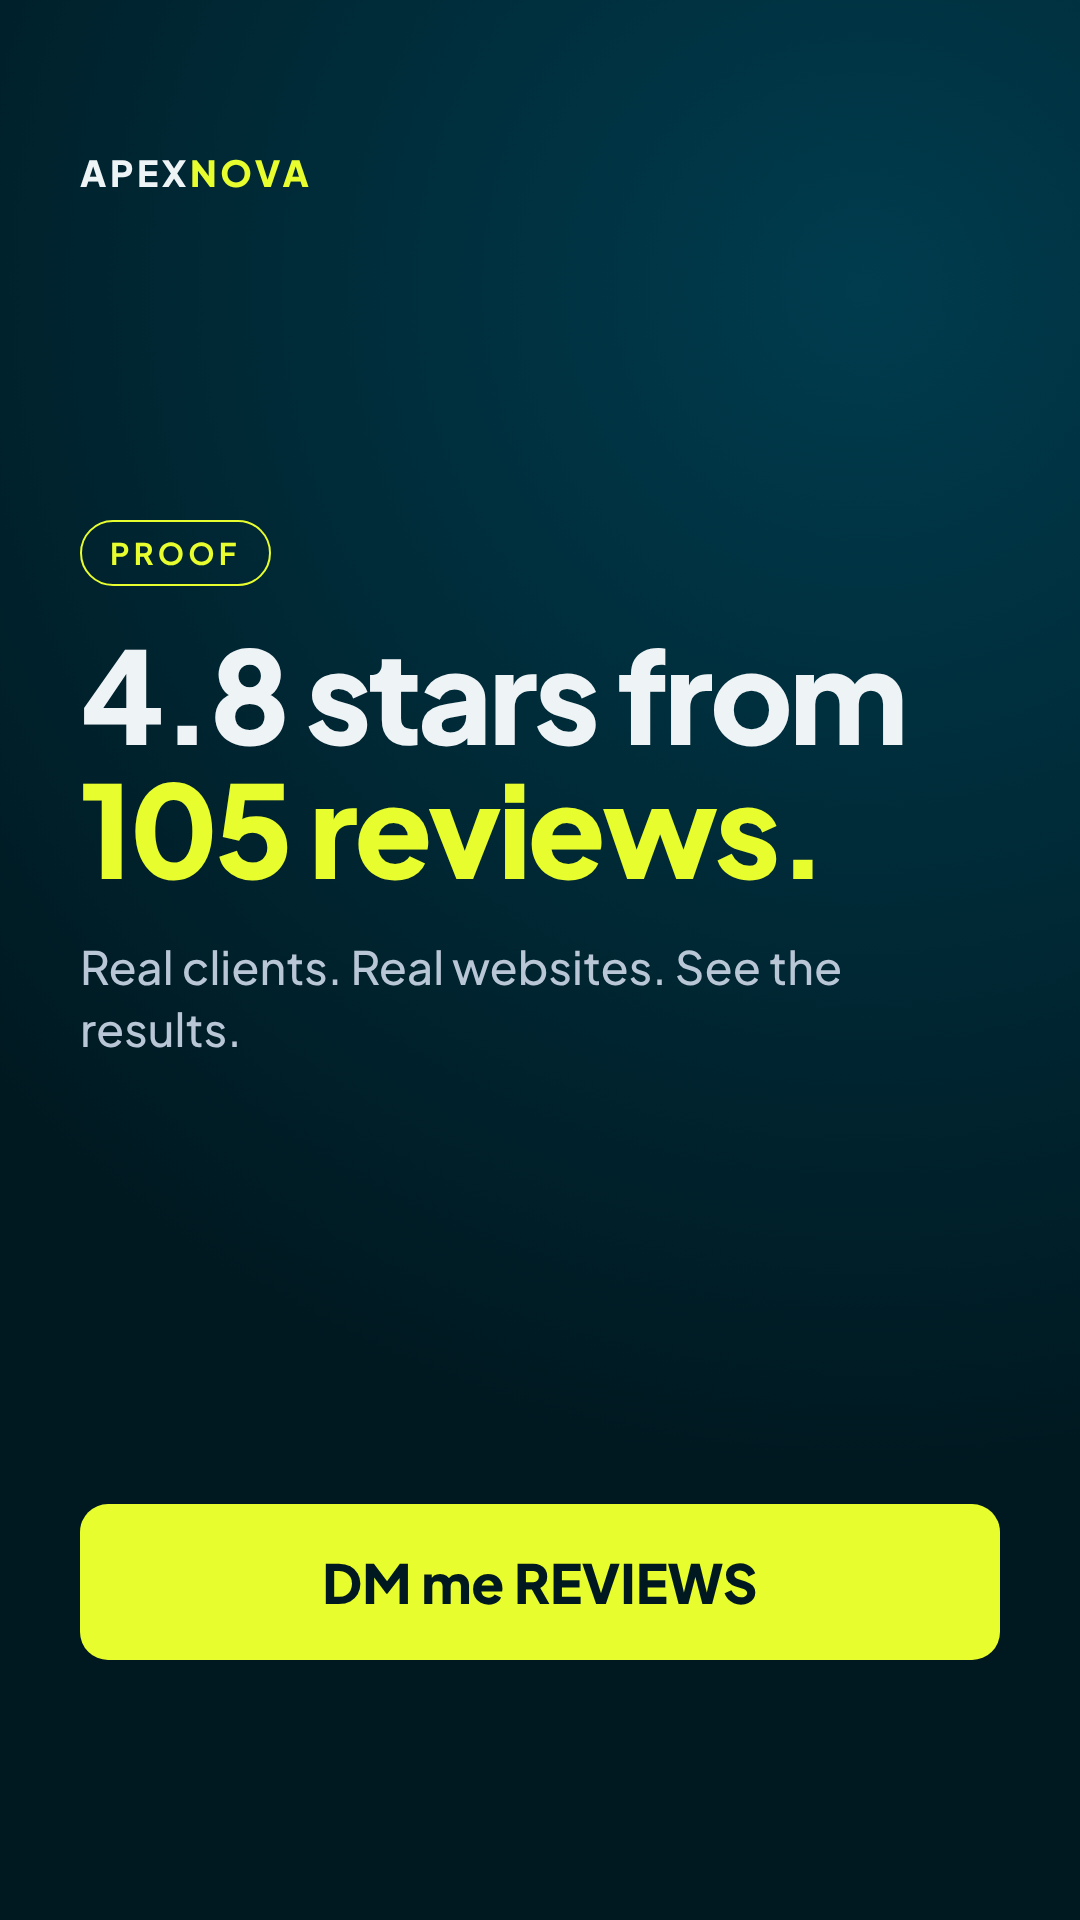 APEXNOVA
PROOF
4.8 stars from
105 reviews.
Real clients. Real websites. See the
results.
DM me REVIEWS